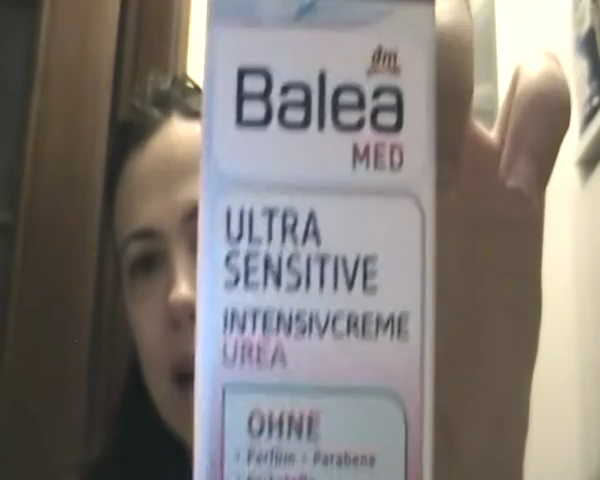 dm
Balea
MED
ULTRA
SENSITIVE
INTENSIVCREME
UREA
OHNE
• Parfüm • Parabene